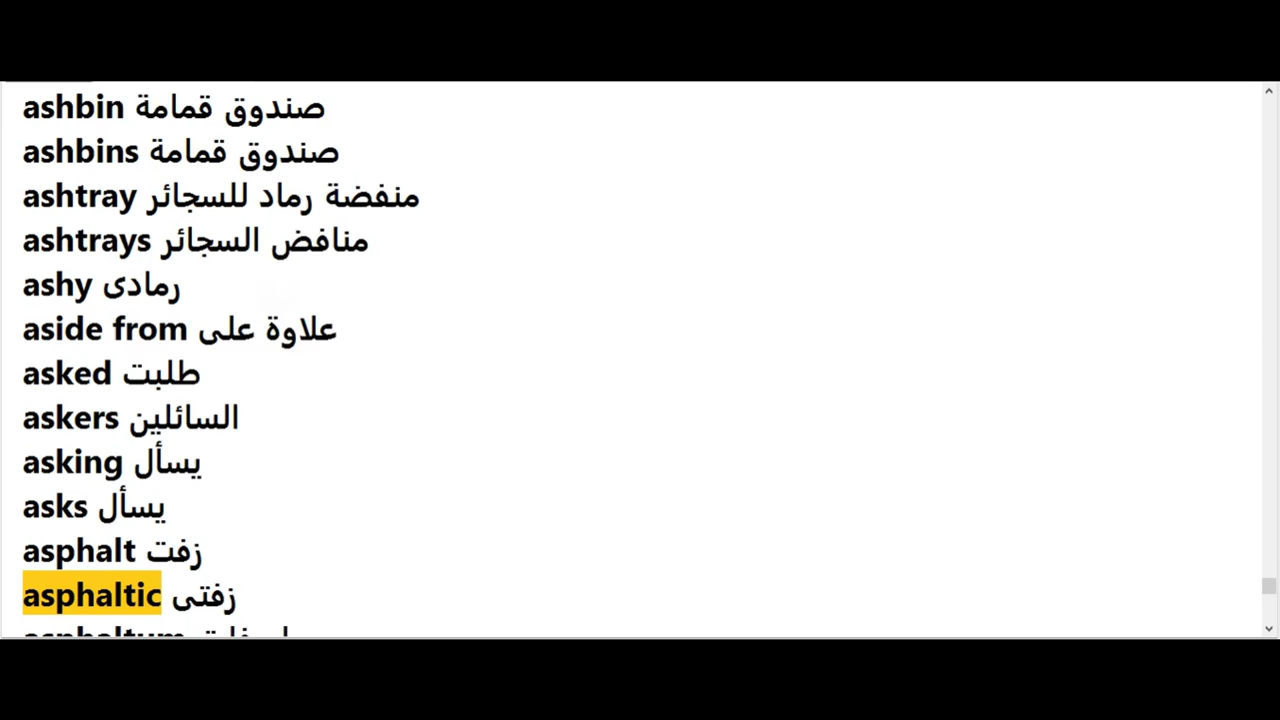 ashbin صندوق قمامة
ashbins صندوق قمامة
ashtray منفضة رماد للسجائر
ashtrays منافض السجائر
ashy رمادى
aside from علاوة على
asked طلبت
askers السائلين
asking يسأل
asks يسأل
asphalt زفت
asphaltic زفتى